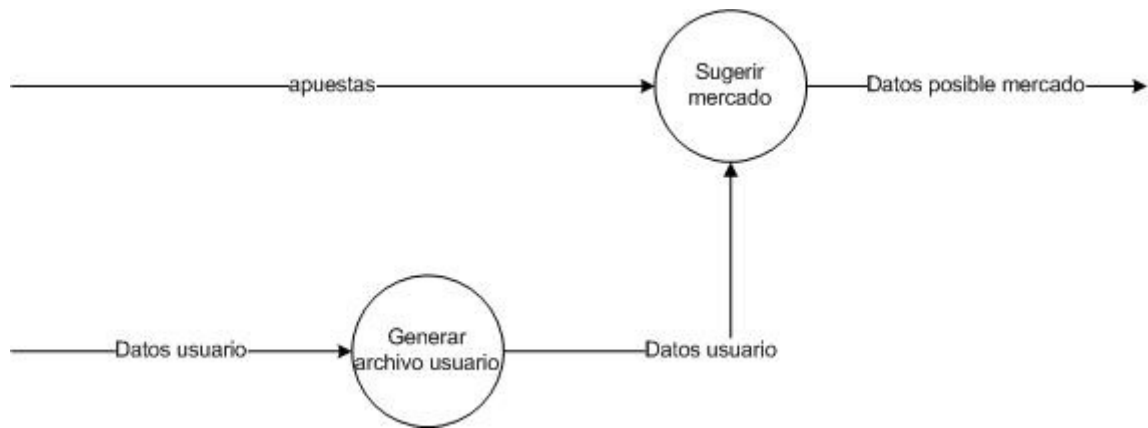 apuestas
Sugerir
mercado
Datos posible mercado
Datos usuario
Generar
archivo usuario
Datos usuario